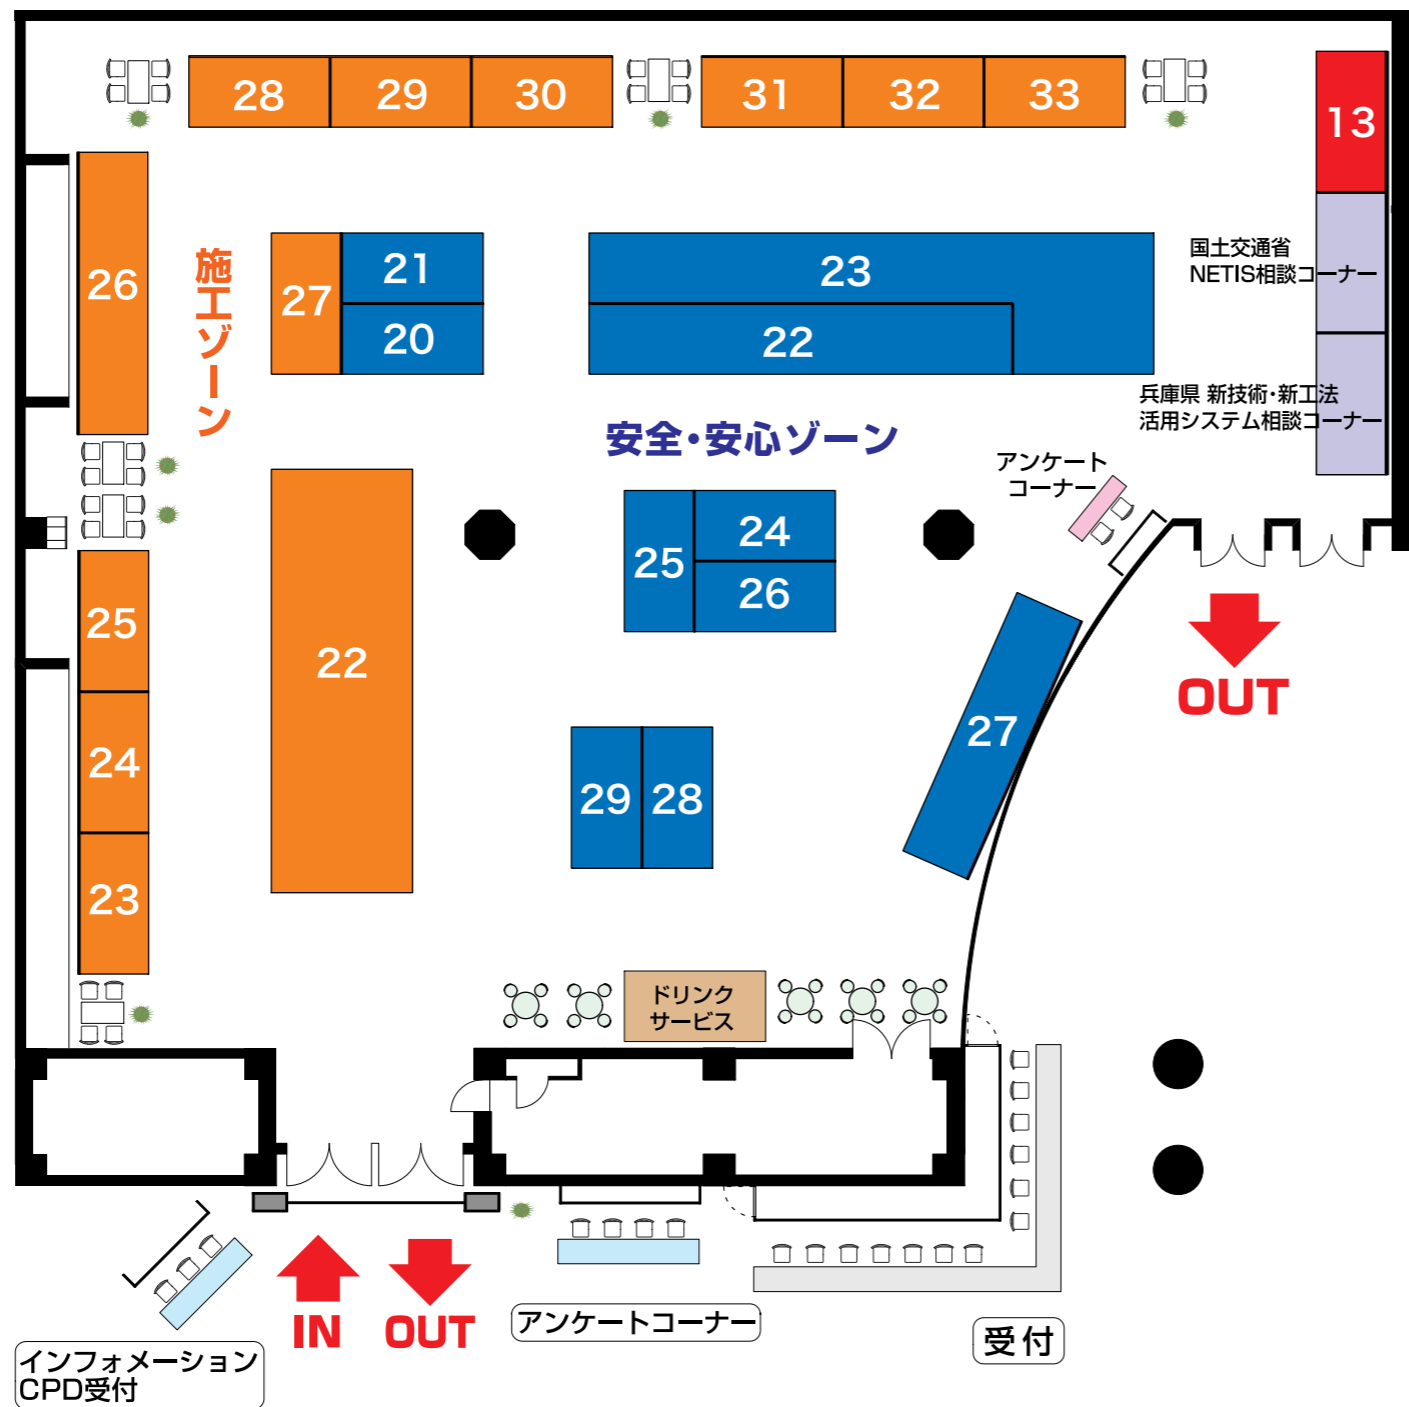 28
29
30
31
32
33
13
26
施工ゾーン
27
21
20
23
22
国土交通省
NETIS相談コーナー
兵庫県 新技術・新工法
活用システム相談コーナー
安全・安心ゾーン
アンケート
コーナー
25
24
26
22
25
24
23
27
OUT
29
28
ドリンク
サービス
IN
OUT
アンケートコーナー
受付
インフォメーション
CPD受付